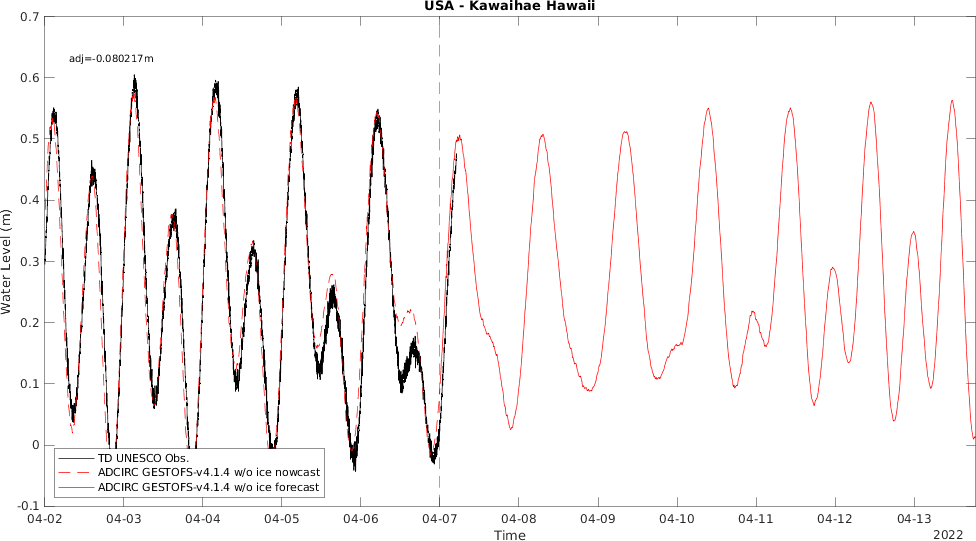 USA - Kawaihae Hawaii
0.7
adj=-0.080217m
0.6
0.5
0.4
0.3
0.2
0.1
0
-0.1
Water Level (m)
TD UNESCO Obs.
ADCIRC GESTOFS-v4.1.4 w/o ice nowcast
ADCIRC GESTOFS-v4.1.4 w/o ice forecast
04-02 04-03 04-04 04-05 04-06 04-07 04-08 04-09 04-10 04-11 04-12 04-13
Time
2022